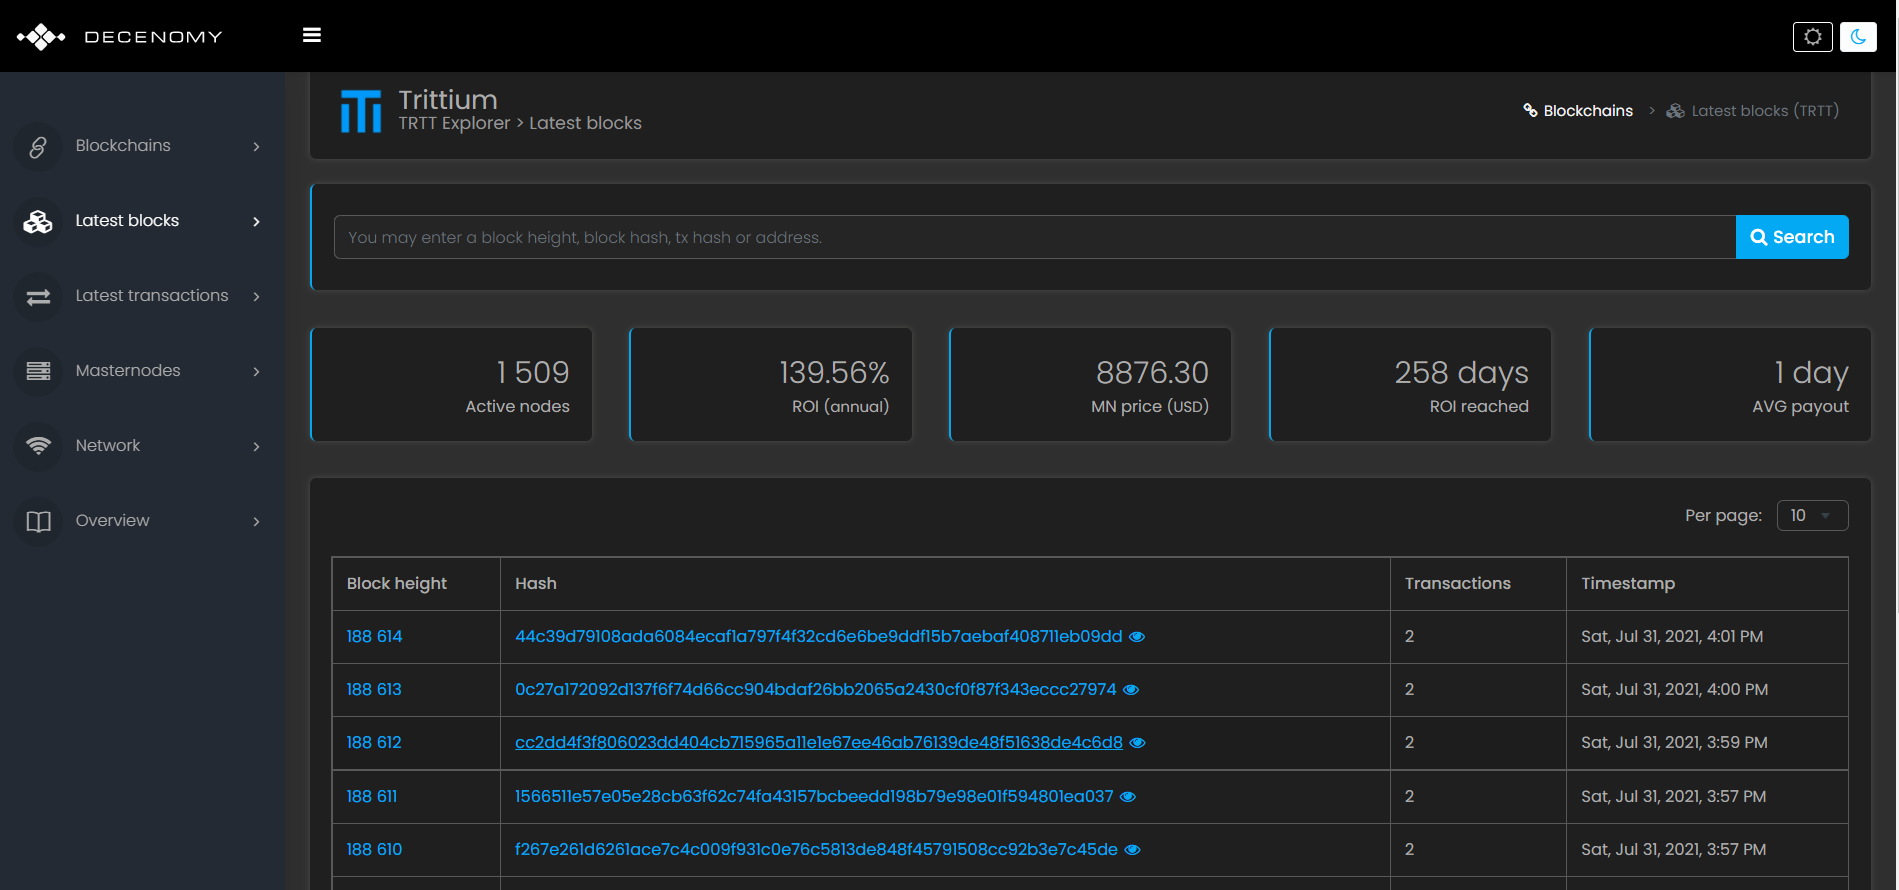 DECENOMY
Trittium
TRTT Explorer > Latest blocks
Blockchains > Latest blocks (TRTT)
Blockchains
Latest blocks
Latest transactions
Masternodes
Network
Overview
You may enter a block height, block hash, tx hash or address.
Search
1 509
Active nodes
139.56%
ROI (annual)
8876.30
MN price (USD)
258 days
ROI reached
1 day
AVG payout
Per page: 10
Block height Hash Transactions Timestamp
188 614 44c39d79108ada6084ecaf1a797f4f32cd6e6be9ddf15b7aebaf408711eb09dd 2 Sat, Jul 31, 2021, 4:01 PM
188 613 0c27a172092d137f6f74d66cc904bdaf26bb2065a2430cf0f87f343eccc27974 2 Sat, Jul 31, 2021, 4:00 PM
188 612 cc2dd4f3f806023dd404cb715965a11e1e67ee46ab76139de48f51638de4c6d8 2 Sat, Jul 31, 2021, 3:59 PM
188 611 1566511e57e05e28cb63f62c74fa43157bcbeedd198b79e98e01f594801ea037 2 Sat, Jul 31, 2021, 3:57 PM
188 610 f267e261d6261ace7c4c009f931c0e76c5813de848f45791508cc92b3e7c45de 2 Sat, Jul 31, 2021, 3:57 PM